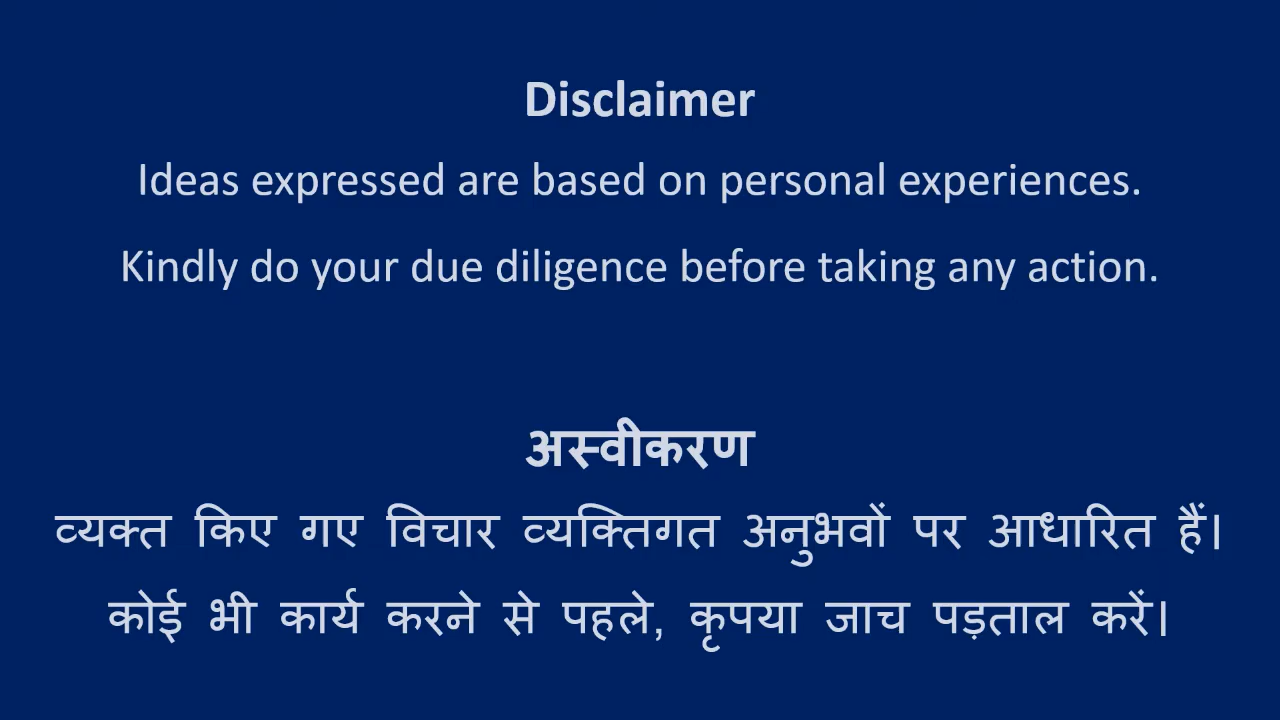 Disclaimer
Ideas expressed are based on personal experiences.
Kindly do your due diligence before taking any action.
अस्वीकरण
व्यक्त किए गए विचार व्यक्तिगत अनुभवों पर आधारित हैं।
कोई भी कार्य करने से पहले, कृपया जाच पड़ताल करें।